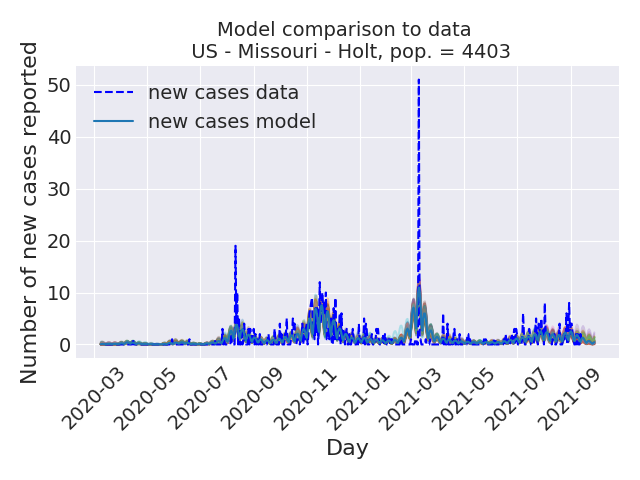 Model comparison to data
US - Missouri - Holt, pop. = 4403
Number of new cases reported
50
40
30
20
10
0
new cases data
new cases model
2020-03
2020-05
2020-07
2020-09
2020-11
2021-01
2021-03
2021-05
2021-07
2021-09
Day